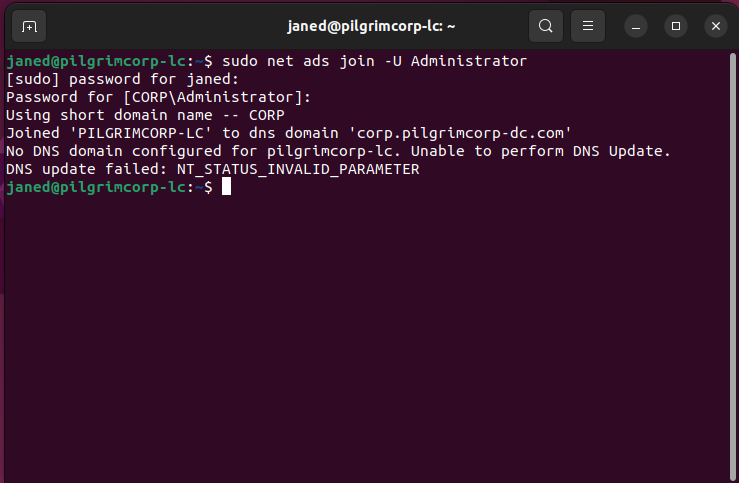 janed@pilgrimcorp-lc: ~
janed@pilgrimcorp-lc:~$ sudo net ads join -U Administrator
[sudo] password for janed:
Password for [CORP\Administrator]:
Using short domain name -- CORP
Joined 'PILGRIMCORP-LC' to dns domain 'corp.pilgrimcorp-dc.com'
No DNS domain configured for pilgrimcorp-lc. Unable to perform DNS Update.
DNS update failed: NT_STATUS_INVALID_PARAMETER
janed@pilgrimcorp-lc:~$